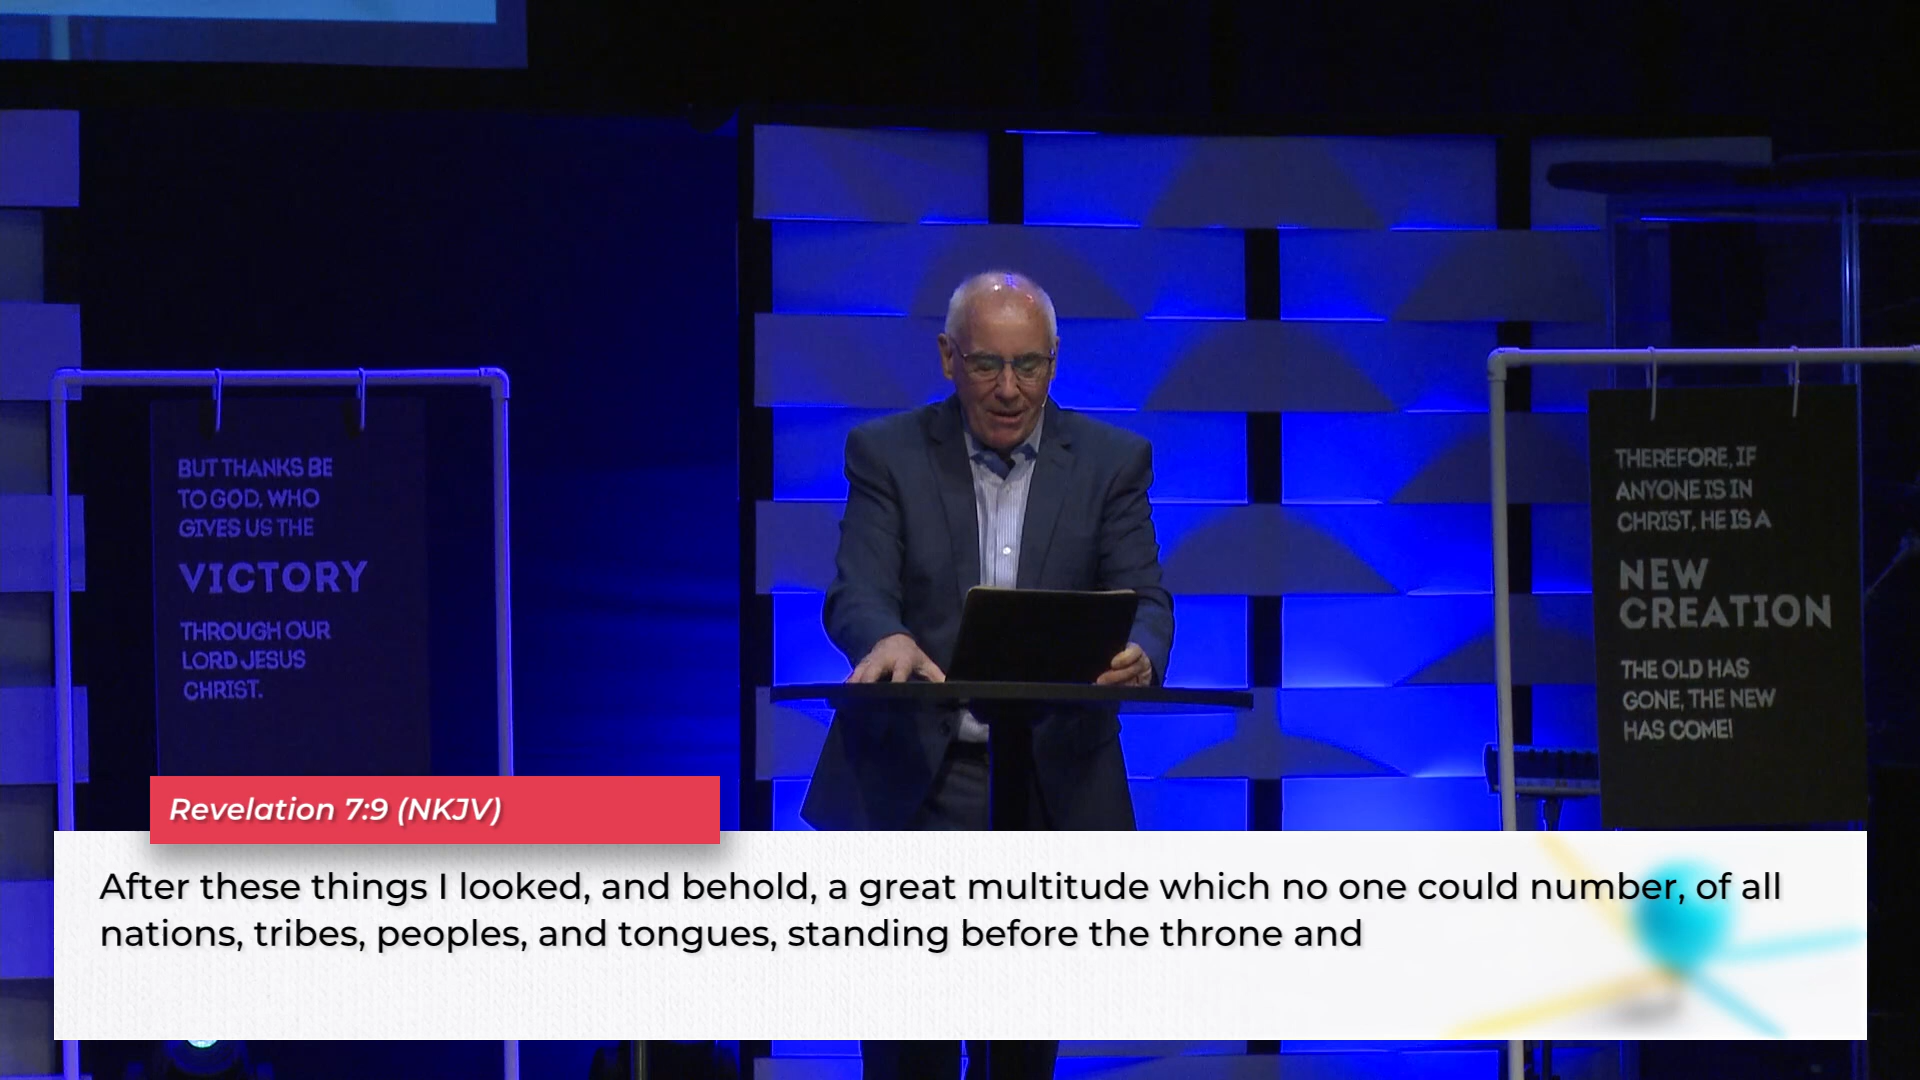 BUT THANKS BE
TO GOD, WHO
GIVES US THE
VICTORY
THROUGH OUR
LORD JESUS
CHRIST.
THEREFORE, IF
ANYONE IS IN
CHRIST, HE IS A
NEW
CREATION
THE OLD HAS
GONE, THE NEW
HAS COME!
Revelation 7:9 (NKJV)
After these things I looked, and behold, a great multitude which no one could number, of all
nations, tribes, peoples, and tongues, standing before the throne and